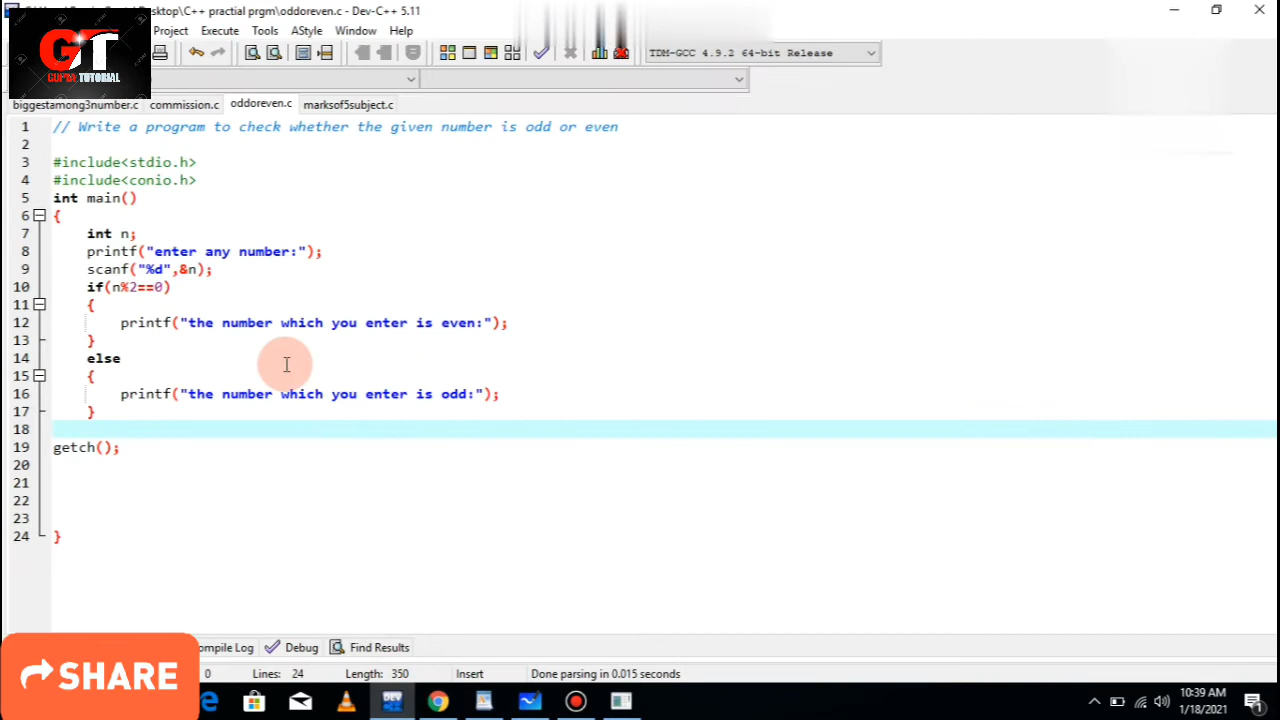 Desktop\C++ practial prgm\oddoreven.c - Dev-C++ 5.11
GT
GUPTA TUTORIAL
Project Execute Tools AStyle Window Help
TDM-GCC 4.9.2 64-bit Release
biggestamong3number.c commission.c oddoreven.c marksof5subject.c
1 // Write a program to check whether the given number is odd or even
2
3 #include<stdio.h>
4 #include<conio.h>
5 int main()
6 {
7 int n;
8 printf("enter any number:");
9 scanf("%d",&n);
10 if(n%2==0)
11 {
12 printf("the number which you enter is even:");
13 }
14 else
15 {
16 printf("the number which you enter is odd:");
17 }
18
19 getch();
20
21
22
23
24 }
ompile Log Debug Find Results
0 Lines: 24 Length: 350 Insert Done parsing in 0.015 seconds
SHARE
DEV
10:39 AM
1/18/2021
1